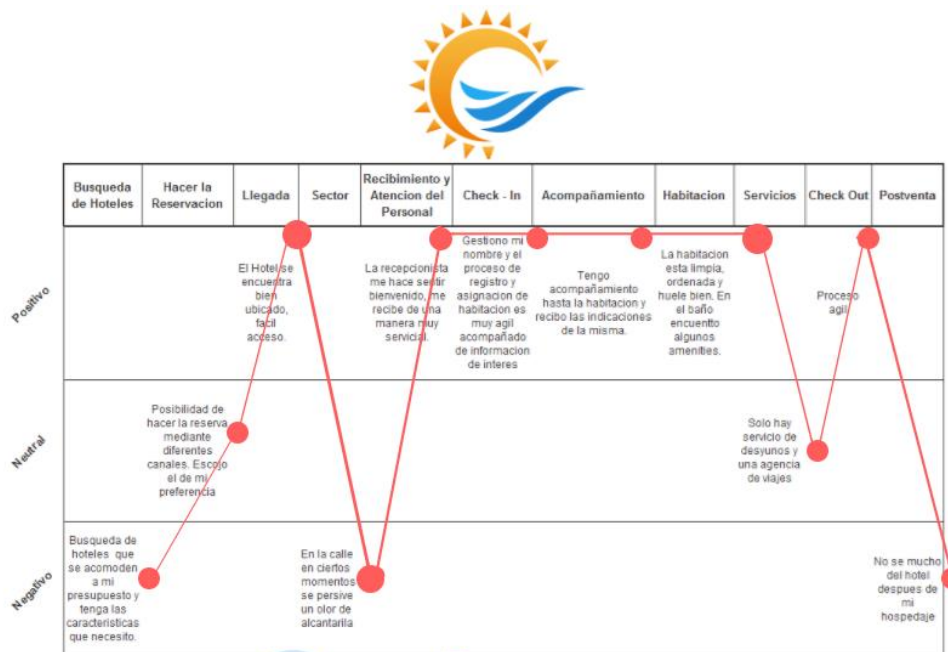 Busqueda
de Hoteles
Hacer la
Reservacion
Llegada
Sector
Recibimiento y
Atencion del
Personal
Check - In
Acompañamiento
Habitacion
Servicios
Check Out
Postventa
Positivo
El Hotel se
encuentra
bien
ubicado,
facil
acceso.
La recepcionista
me hace sentir
bienvenido, me
recibe de una
manera muy
servicial.
Gestiono mi
nombre y el
proceso de
registro y
asignacion de
habitacion es
muy agil
acompañado
de informacion
de interes
Tengo
acompañamiento
hasta la habitacion y
recibo las indicaciones
de la misma.
La habitacion
esta limpia,
ordenada y
huele bien. En
el baño
encuentto
algunos
amenities.
Proceso
agil
Neutral
Posibilidad de
hacer la reserva
mediante
diferentes
canales. Escojo
el de mi
preferencia
Solo hay
servicio de
desyunos y
una agencia
de viajes
Negativo
Busqueda de
hoteles que
se acomoden
a mi
presupuesto y
tenga las
caracteristicas
que necesito.
En la calle
en ciertos
momentos
se persive
un olor de
alcantarila
No se mucho
del hotel
despues de
mi
hospedaje